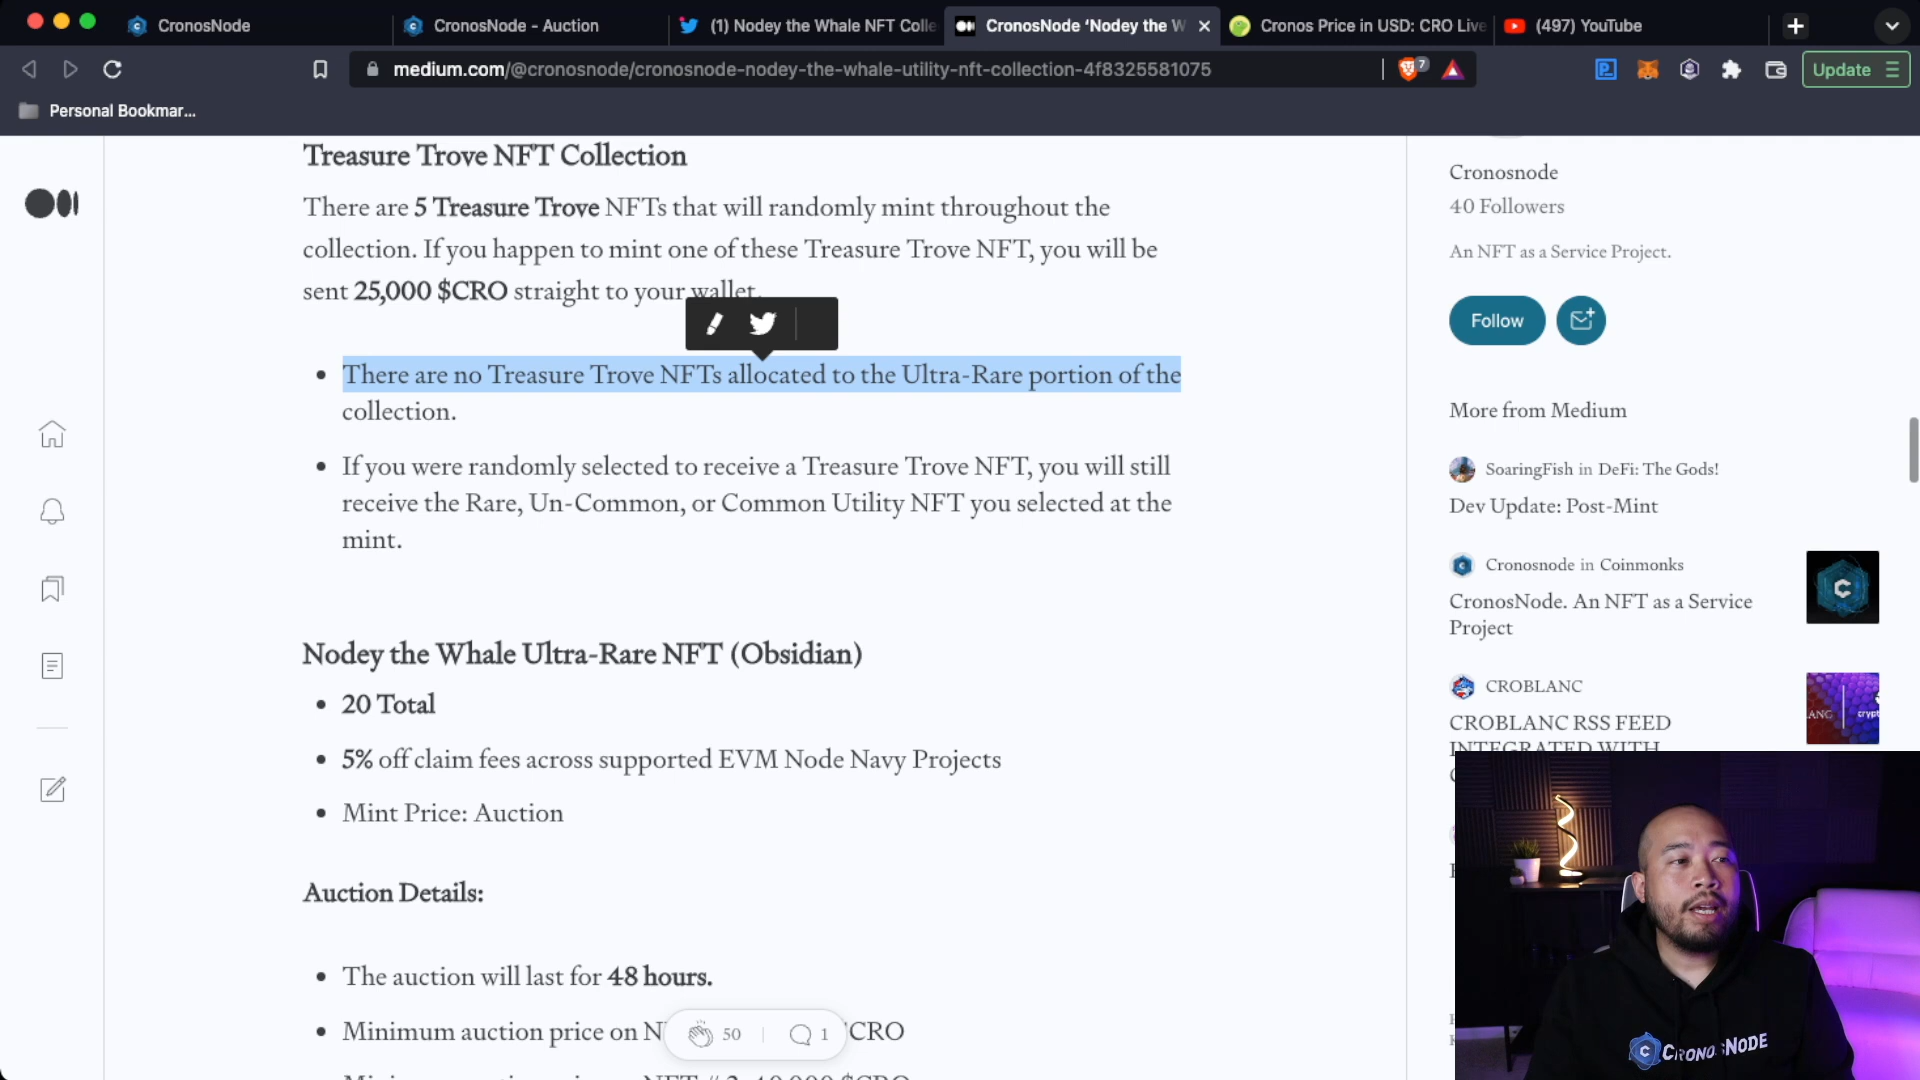 CronosNode
CronosNode - Auction
(1) Nodey the Whale NFT Colle
CronosNode ‘Nodey the W
Cronos Price in USD: CRO Live
(497) YouTube
medium.com/@cronosnode/cronosnode-nodey-the-whale-utility-nft-collection-4f8325581075
7
Update
Personal Bookmar...
Treasure Trove NFT Collection
There are 5 Treasure Trove NFTs that will randomly mint throughout the
collection. If you happen to mint one of these Treasure Trove NFT, you will be
sent 25,000 $CRO straight to your wallet.
There are no Treasure Trove NFTs allocated to the Ultra-Rare portion of the
collection.
If you were randomly selected to receive a Treasure Trove NFT, you will still
receive the Rare, Un-Common, or Common Utility NFT you selected at the
mint.
Nodey the Whale Ultra-Rare NFT (Obsidian)
20 Total
5% off claim fees across supported EVM Node Navy Projects
Mint Price: Auction
Auction Details:
The auction will last for 48 hours.
Minimum auction price on
CRO
50
1
Cronosnode
40 Followers
An NFT as a Service Project.
Follow
More from Medium
SoaringFish in DeFi: The Gods!
Dev Update: Post-Mint
Cronosnode in Coinmonks
CronosNode. An NFT as a Service
Project
CROBLANC
CROBLANC RSS FEED
INTEGRATED WITH
CRONOSNODE